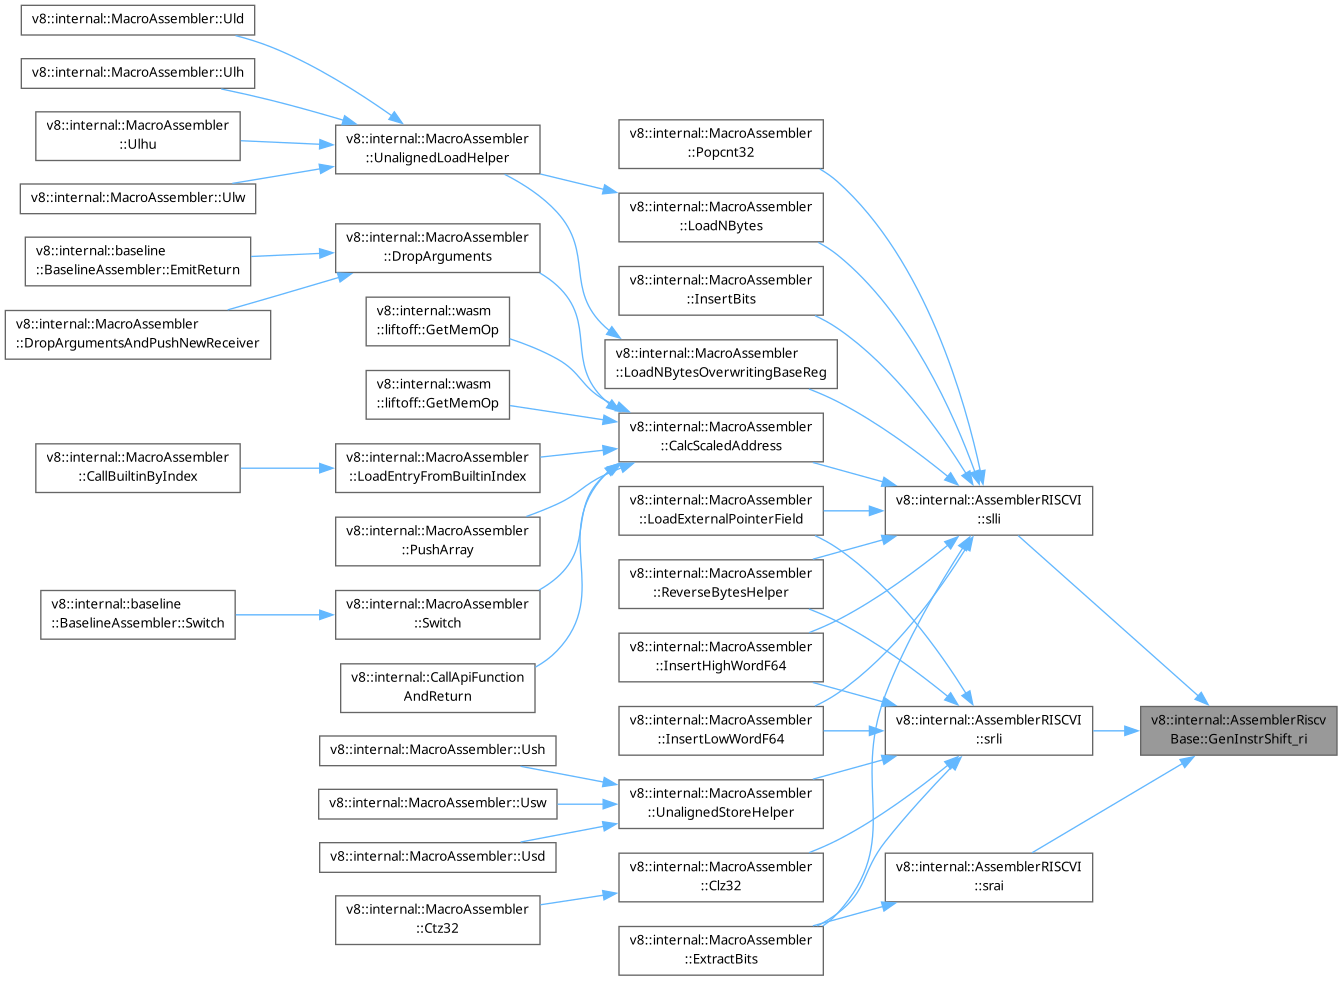 v8::internal::MacroAssembler::Uld
v8::internal::MacroAssembler::Ulh
v8::internal::MacroAssembler
::Ulhu
v8::internal::MacroAssembler::Ulw
v8::internal::baseline
::BaselineAssembler::EmitReturn
v8::internal::MacroAssembler
::DropArgumentsAndPushNewReceiver
v8::internal::MacroAssembler
::CallBuiltinByIndex
v8::internal::baseline
::BaselineAssembler::Switch
v8::internal::MacroAssembler
::UnalignedLoadHelper
v8::internal::MacroAssembler
::DropArguments
v8::internal::wasm
::liftoff::GetMemOp
v8::internal::wasm
::liftoff::GetMemOp
v8::internal::MacroAssembler
::LoadEntryFromBuiltinIndex
v8::internal::MacroAssembler
::PushArray
v8::internal::MacroAssembler
::Switch
v8::internal::CallApiFunction
AndReturn
v8::internal::MacroAssembler::Ush
v8::internal::MacroAssembler::Usw
v8::internal::MacroAssembler::Usd
v8::internal::MacroAssembler
::Ctz32
v8::internal::MacroAssembler
::Popcnt32
v8::internal::MacroAssembler
::LoadNBytes
v8::internal::MacroAssembler
::InsertBits
v8::internal::MacroAssembler
::LoadNBytesOverwritingBaseReg
v8::internal::MacroAssembler
::CalcScaledAddress
v8::internal::MacroAssembler
::LoadExternalPointerField
v8::internal::MacroAssembler
::ReverseBytesHelper
v8::internal::MacroAssembler
::InsertHighWordF64
v8::internal::MacroAssembler
::InsertLowWordF64
v8::internal::MacroAssembler
::UnalignedStoreHelper
v8::internal::MacroAssembler
::Clz32
v8::internal::MacroAssembler
::ExtractBits
v8::internal::AssemblerRISCVI
::slli
v8::internal::AssemblerRISCVI
::srli
v8::internal::AssemblerRISCVI
::srai
v8::internal::AssemblerRiscv
Base::GenInstrShift_ri